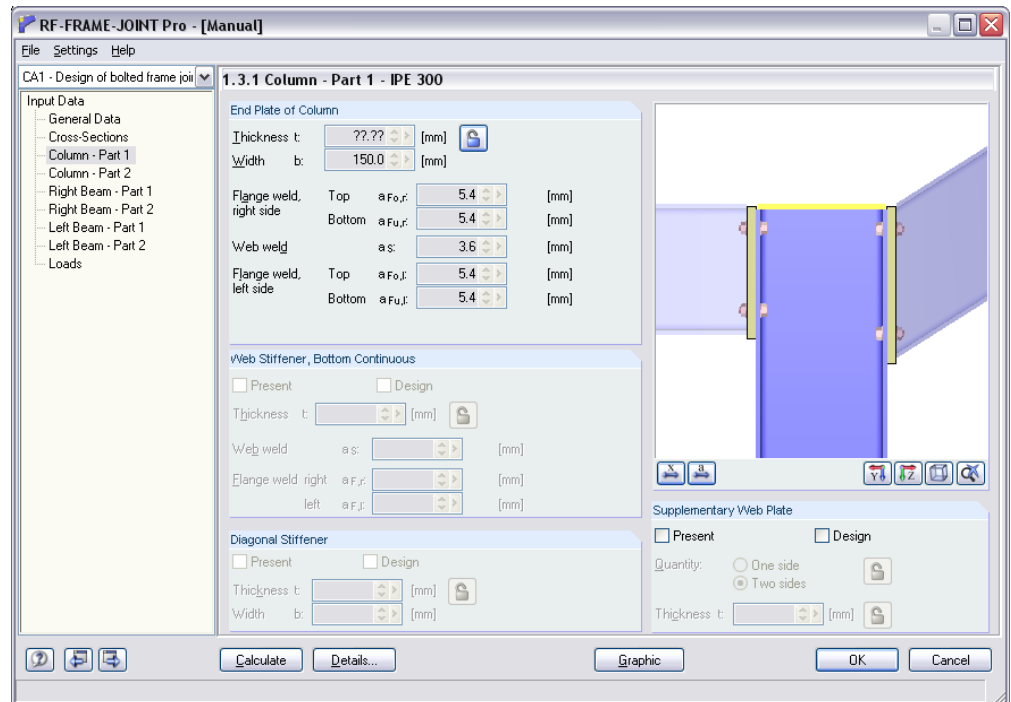 RF-FRAME-JOINT Pro - [Manual]
File Settings Help
CA1 - Design of bolted frame joi
1.3.1 Column - Part 1 - IPE 300
Input Data
General Data
Cross-Sections
Column - Part 1
Column - Part 2
Right Beam - Part 1
Right Beam - Part 2
Left Beam - Part 1
Left Beam - Part 2
Loads
End Plate of Column
Thickness t: ??.?? [mm]
Width b: 150.0 [mm]
Flange weld, right side Top aFo,r: 5.4 [mm]
Bottom aFu,r: 5.4 [mm]
Web weld as: 3.6 [mm]
Flange weld, left side Top aFo,l: 5.4 [mm]
Bottom aFu,l: 5.4 [mm]
Web Stiffener, Bottom Continuous
Present Design
Thickness t: [mm]
Web weld as: [mm]
Flange weld right aF,r: [mm]
left aF,l: [mm]
Diagonal Stiffener
Present Design
Thickness t: [mm]
Width b: [mm]
x a Y Z
Supplementary Web Plate
Present Design
Quantity: One side
Two sides
Thickness t: [mm]
? Calculate Details... Graphic OK Cancel